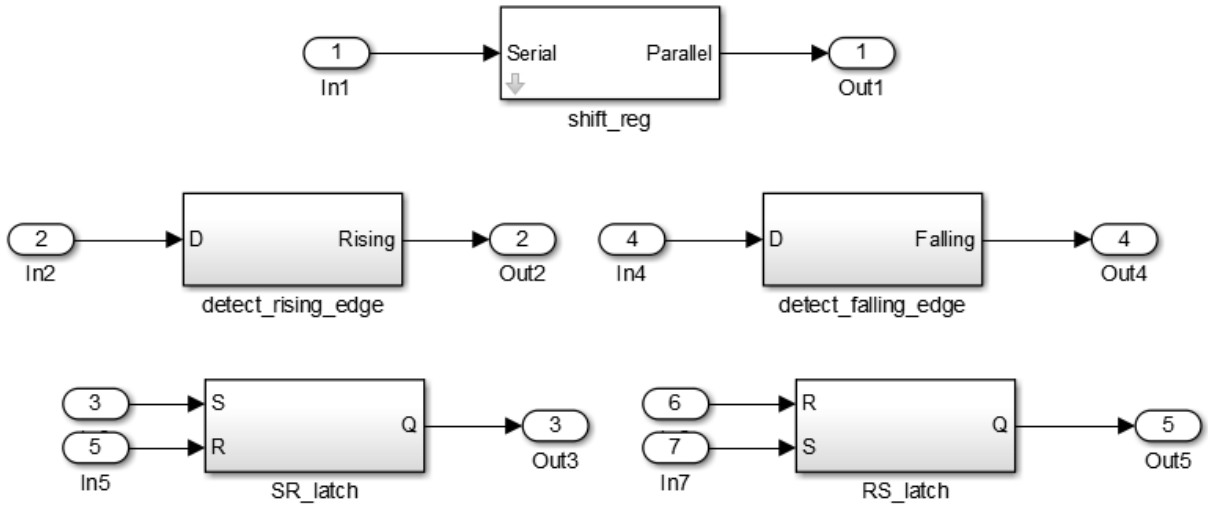 1
Serial
Parallel
1
In1
Out1
shift_reg
2
D
Rising
2
4
D
Falling
4
In2
Out2
In4
Out4
detect_rising_edge
detect_falling_edge
3
S
6
R
Q
3
Q
5
5
R
7
S
In5
Out3
In7
Out5
SR_latch
RS_latch